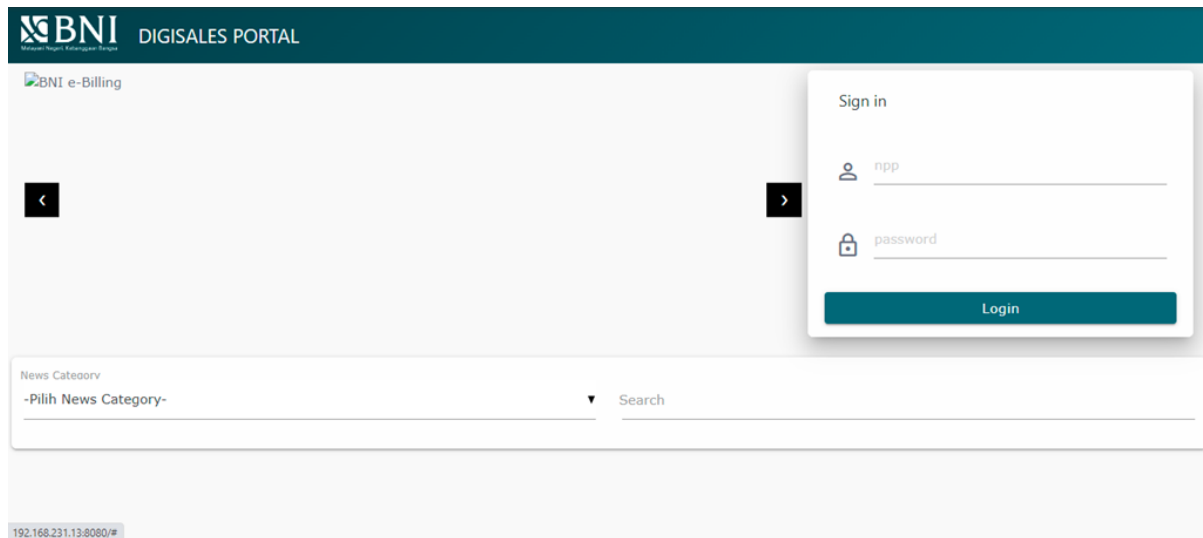 BNI
Melayani Negeri, Kebanggaan Bangsa
DIGISALES PORTAL
BNI e-Billing
Sign in
npp
password
Login
News Category
-Pilih News Category-
Search
192.168.231.13:8080/#